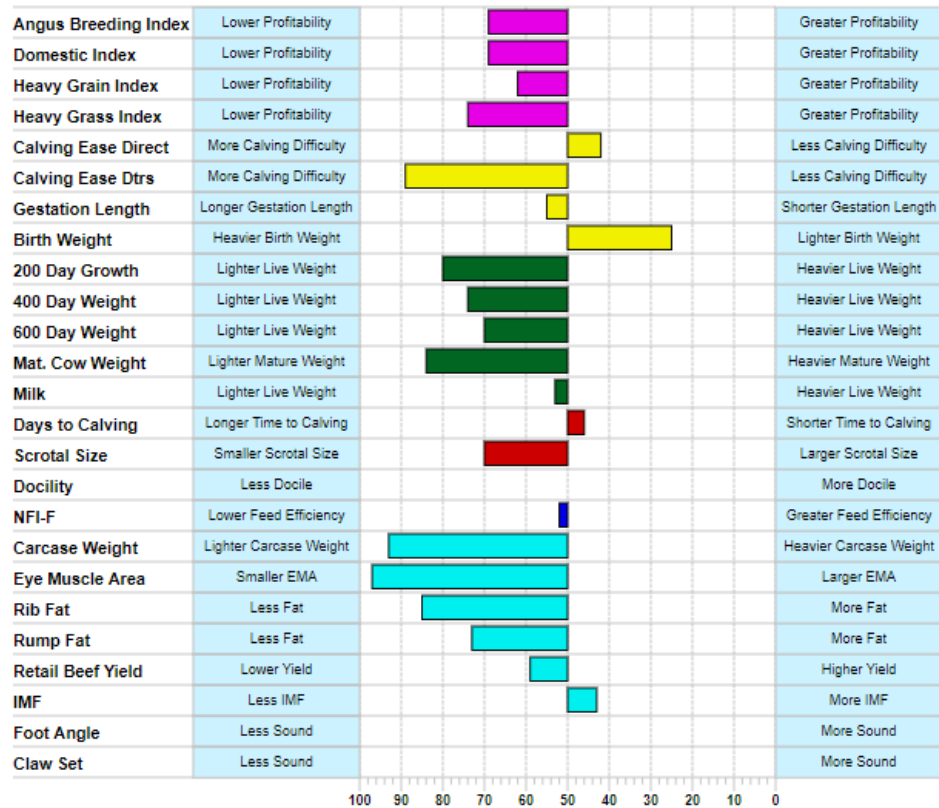 Angus Breeding Index Lower Profitability Greater Profitability
Domestic Index Lower Profitability Greater Profitability
Heavy Grain Index Lower Profitability Greater Profitability
Heavy Grass Index Lower Profitability Greater Profitability
Calving Ease Direct More Calving Difficulty Less Calving Difficulty
Calving Ease Dtrs More Calving Difficulty Less Calving Difficulty
Gestation Length Longer Gestation Length Shorter Gestation Length
Birth Weight Heavier Birth Weight Lighter Birth Weight
200 Day Growth Lighter Live Weight Heavier Live Weight
400 Day Weight Lighter Live Weight Heavier Live Weight
600 Day Weight Lighter Live Weight Heavier Live Weight
Mat. Cow Weight Lighter Mature Weight Heavier Mature Weight
Milk Lighter Live Weight Heavier Live Weight
Days to Calving Longer Time to Calving Shorter Time to Calving
Scrotal Size Smaller Scrotal Size Larger Scrotal Size
Docility Less Docile More Docile
NFI-F Lower Feed Efficiency Greater Feed Efficiency
Carcase Weight Lighter Carcase Weight Heavier Carcase Weight
Eye Muscle Area Smaller EMA Larger EMA
Rib Fat Less Fat More Fat
Rump Fat Less Fat More Fat
Retail Beef Yield Lower Yield Higher Yield
IMF Less IMF More IMF
Foot Angle Less Sound More Sound
Claw Set Less Sound More Sound
100 90 80 70 60 50 40 30 20 10 0